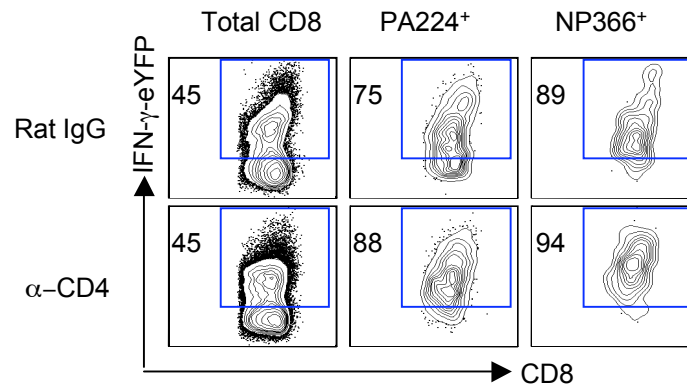 Total CD8 PA224+ NP366+
IFN-γ-eYFP
Rat IgG
45 75 89
α–CD4
45 88 94
CD8